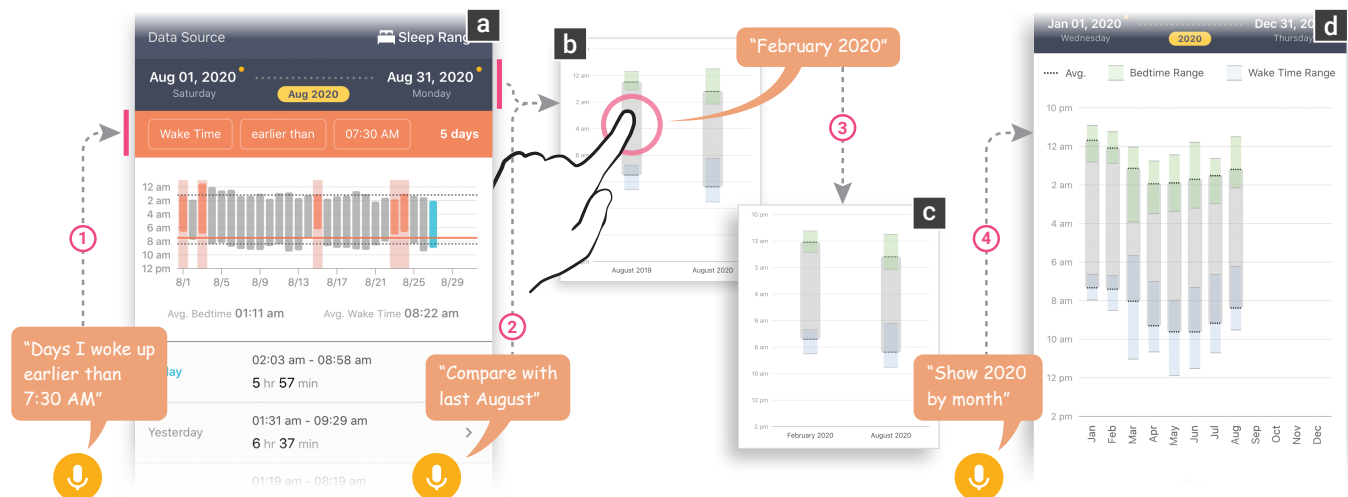 a
Data Source
Sleep Rang
Aug 01, 2020
Aug 31, 2020
Saturday
Aug 2020
Monday
Wake Time
earlier than
07:30 AM
5 days
12 am
2 am
4 am
6 am
8 am
10 am
12 pm
8/1
8/5
8/9
8/13
8/17
8/21
8/25
8/29
Avg. Bedtime 01:11 am
Avg. Wake Time 08:22 am
02:03 am - 08:58 am
5 hr 57 min
Yesterday
01:31 am - 09:29 am
6 hr 37 min
01:19 am - 08:19 am
1
“Days I woke up
earlier than
7:30 AM”
2
“Compare with
last August”
b
12 am
2 am
4 am
August 2019
August 2020
“February 2020”
3
c
10 pm
12 am
2 am
4 am
6 am
8 am
10 am
12 pm
2 pm
February 2020
August 2020
4
“Show 2020
by month”
d
Jan 01, 2020
Wednesday
2020
Thursday
Avg.
Bedtime Range
Wake Time Range
10 pm
12 am
2 am
4 am
6 am
8 am
10 am
12 pm
2 pm
Jan
Feb
Mar
Apr
May
Jun
Jul
Aug
Sep
Oct
Nov
Dec